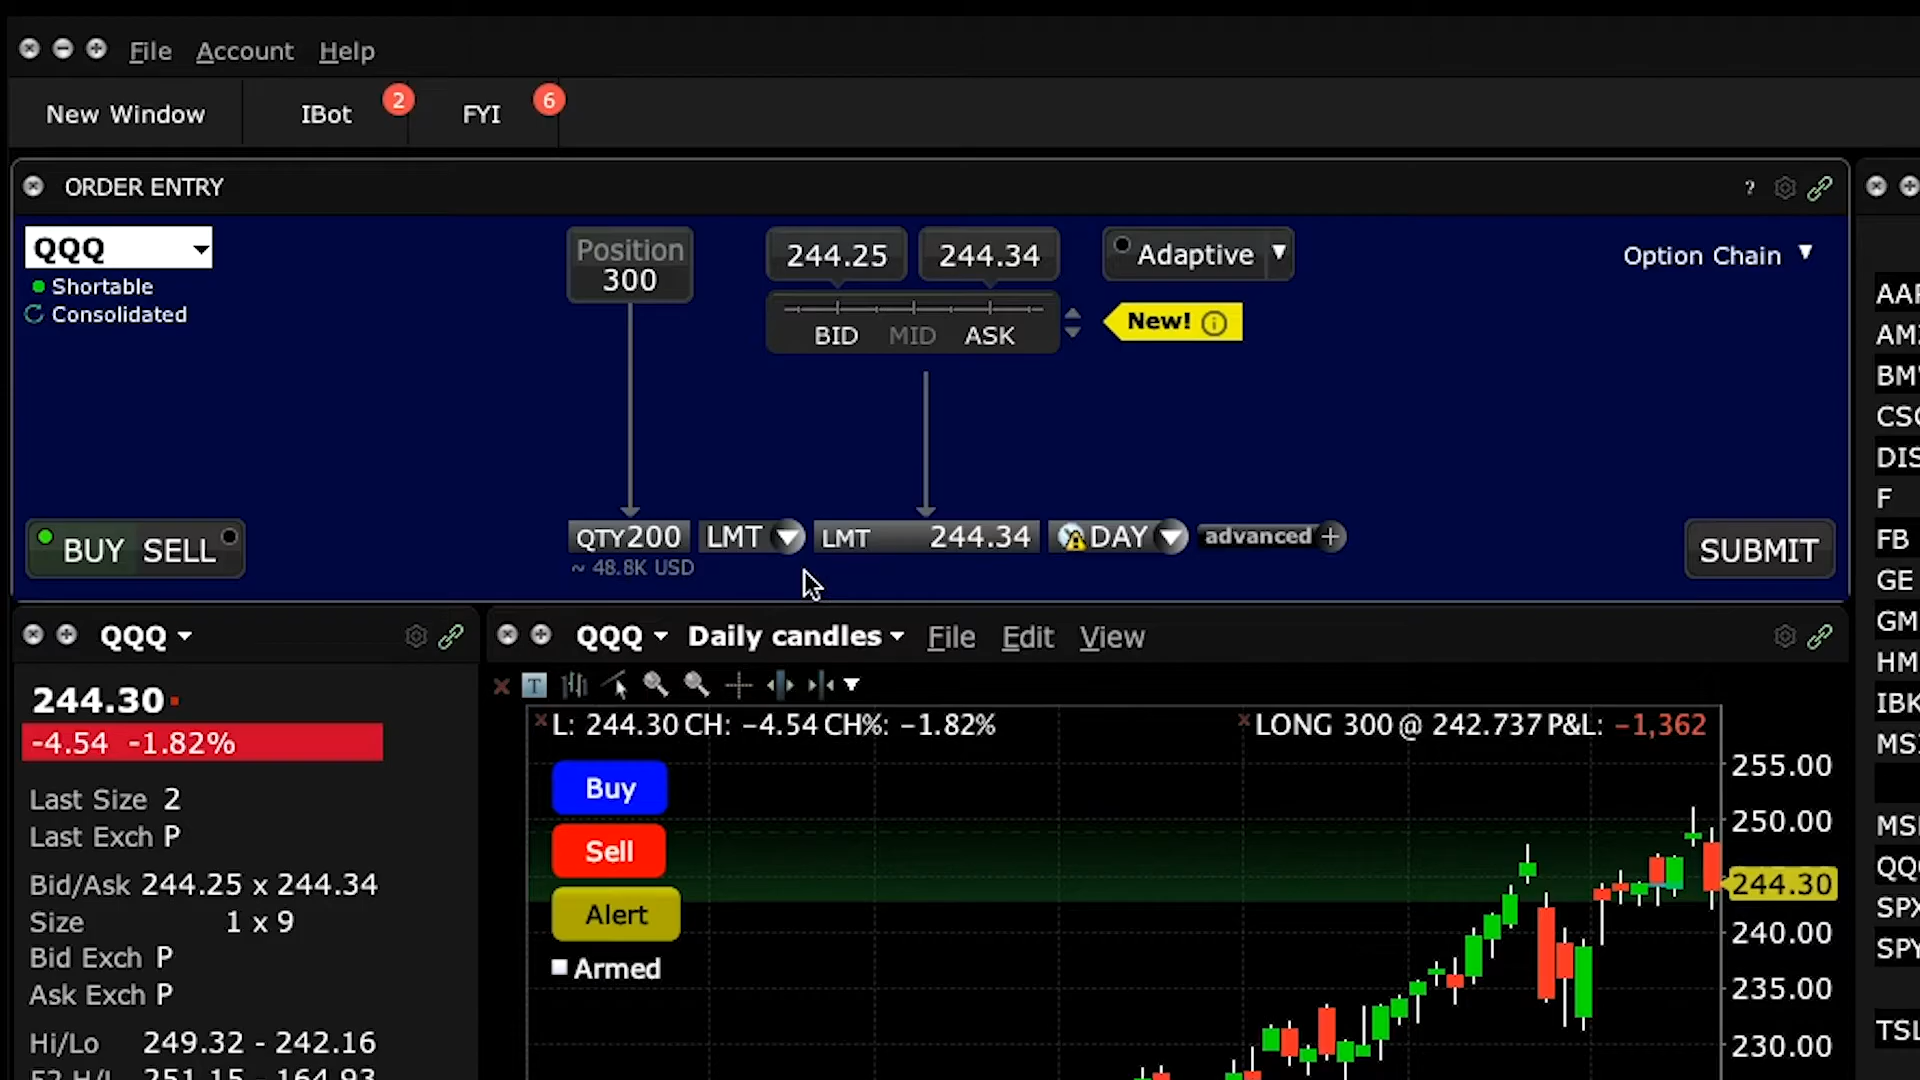 File Account Help
New Window IBot 2 FYI 6
ORDER ENTRY ?
QQQ
Shortable
Consolidated
Position
300
244.25 244.34
BID MID ASK
Adaptive
New!
Option Chain
BUY SELL
QTY 200 LMT LMT 244.34 DAY advanced +
~ 48.8K USD
SUBMIT
QQQ
244.30
-4.54 -1.82%
Last Size 2
Last Exch P
Bid/Ask 244.25 x 244.34
Size 1 x 9
Bid Exch P
Ask Exch P
Hi/Lo 249.32 - 242.16
QQQ Daily candles File Edit View
T
L: 244.30 CH: -4.54 CH%: -1.82%
LONG 300 @ 242.737 P&L: -1,362
Buy
Sell
Alert
Armed
255.00
250.00
244.30
240.00
235.00
230.00
F
FB
GE